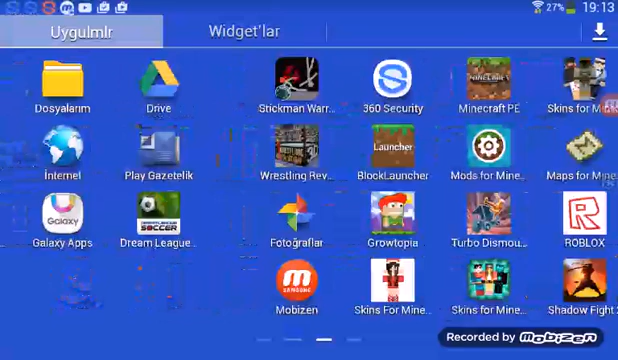 27% 19:13
Uygulmlr Widget'lar
Dosyalarım Drive Stickman Warr.. 360 Security Minecraft PE Skins for M
İnternet Play Gazetelik Wrestling Rev.. BlockLauncher Mods for Mine.. Maps for Mine
Galaxy Apps Dream League.. Fotoğraflar Growtopia Turbo Dismou.. ROBLOX
Mobizen Skins For Mine.. Skins for Mine.. Shadow Fight 2
Recorded by mobizen